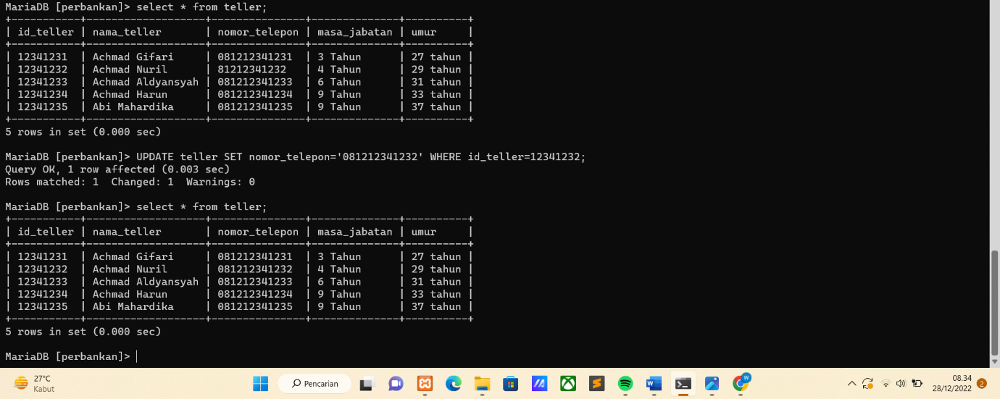 MariaDB [perbankan]> select * from teller;
+-----------+-------------------+---------------+--------------+----------+
| id_teller | nama_teller       | nomor_telepon | masa_jabatan | umur     |
+-----------+-------------------+---------------+--------------+----------+
| 12341231  | Achmad Gifari     | 081212341231  | 3 Tahun      | 27 tahun |
| 12341232  | Achmad Nuril      | 81212341232   | 4 Tahun      | 29 tahun |
| 12341233  | Achmad Aldyansyah | 081212341233  | 6 Tahun      | 31 tahun |
| 12341234  | Achmad Harun      | 081212341234  | 9 Tahun      | 33 tahun |
| 12341235  | Abi Mahardika     | 081212341235  | 9 Tahun      | 37 tahun |
+-----------+-------------------+---------------+--------------+----------+
5 rows in set (0.000 sec)
MariaDB [perbankan]> UPDATE teller SET nomor_telepon='081212341232' WHERE id_teller=12341232;
Query OK, 1 row affected (0.003 sec)
Rows matched: 1  Changed: 1  Warnings: 0
MariaDB [perbankan]> select * from teller;
+-----------+-------------------+---------------+--------------+----------+
| id_teller | nama_teller       | nomor_telepon | masa_jabatan | umur     |
+-----------+-------------------+---------------+--------------+----------+
| 12341231  | Achmad Gifari     | 081212341231  | 3 Tahun      | 27 tahun |
| 12341232  | Achmad Nuril      | 081212341232  | 4 Tahun      | 29 tahun |
| 12341233  | Achmad Aldyansyah | 081212341233  | 6 Tahun      | 31 tahun |
| 12341234  | Achmad Harun      | 081212341234  | 9 Tahun      | 33 tahun |
| 12341235  | Abi Mahardika     | 081212341235  | 9 Tahun      | 37 tahun |
+-----------+-------------------+---------------+--------------+----------+
5 rows in set (0.000 sec)
MariaDB [perbankan]>
27°C
Kabut
Pencarian
W
W
08.34
28/12/2022
2